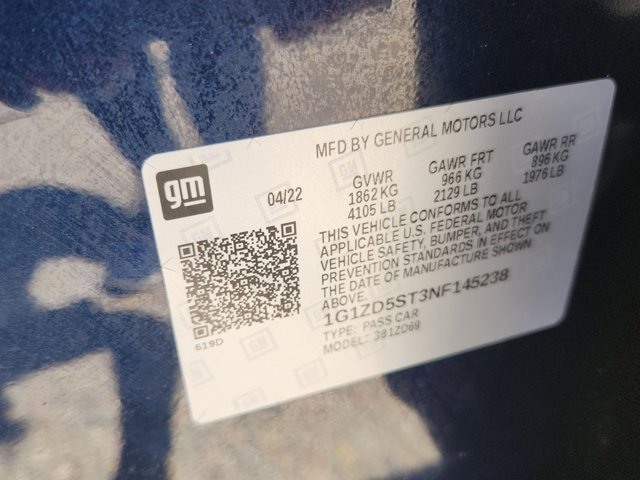 MFD BY GENERAL MOTORS LLC
gm
04/22
GVWR
1862 KG
4105 LB
GAWR FRT
966 KG
2129 LB
GAWR RR
896 KG
1976 LB
THIS VEHICLE CONFORMS TO ALL
APPLICABLE U.S. FEDERAL MOTOR
VEHICLE SAFETY, BUMPER, AND THEFT
PREVENTION STANDARDS IN EFFECT ON
THE DATE OF MANUFACTURE SHOWN
ABOVE.
1G1ZD5ST3NF145238
TYPE: PASS CAR
MODEL: 381ZD69
619D